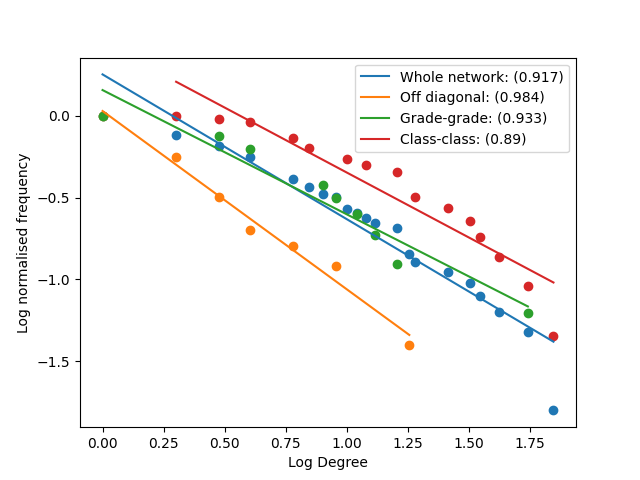 Whole network: (0.917)
Off diagonal: (0.984)
Grade-grade: (0.933)
Class-class: (0.89)
0.0
−0.5
−1.0
−1.5
Log normalised frequency
0.00 0.25 0.50 0.75 1.00 1.25 1.50 1.75
Log Degree